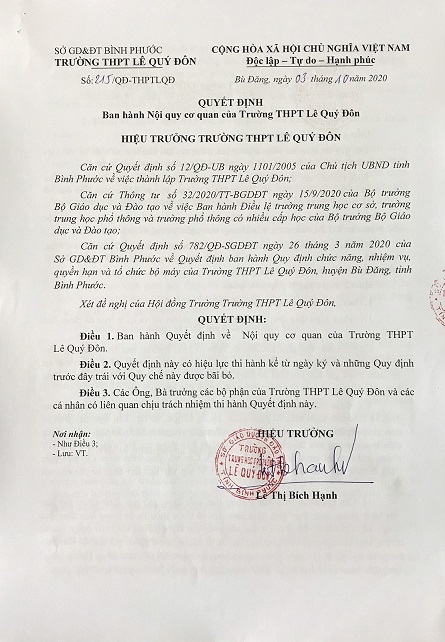 SỞ GD&ĐT BÌNH PHƯỚC
TRƯỜNG THPT LÊ QUÝ ĐÔN
Số: 215/QĐ-THPTLQĐ
CỘNG HÒA XÃ HỘI CHỦ NGHĨA VIỆT NAM
Độc lập – Tự do – Hạnh phúc
Bù Đăng, ngày 03 tháng 10 năm 2020
QUYẾT ĐỊNH
Ban hành Nội quy cơ quan của Trường THPT Lê Quý Đôn
HIỆU TRƯỞNG TRƯỜNG THPT LÊ QUÝ ĐÔN
Căn cứ Quyết định số 12/QĐ-UB ngày 1101/2005 của Chủ tịch UBND tỉnh
Bình Phước về việc thành lập Trường THPT Lê Quý Đôn;
Căn cứ Thông tư số 32/2020/TT-BGDĐT ngày 15/9/2020 của Bộ trưởng
Bộ Giáo dục và Đào tạo về việc Ban hành Điều lệ trường trung học cơ sở, trường
trung học phổ thông và trường phổ thông có nhiều cấp học của Bộ trưởng Bộ Giáo
dục và Đào tạo;
Căn cứ Quyết định số 782/QĐ-SGDĐT ngày 26 tháng 3 năm 2020 của
Sở GD&ĐT Bình Phước về Quyết định ban hành Quy định chức năng, nhiệm vụ,
quyền hạn và tổ chức bộ máy của Trường THPT Lê Quý Đôn, huyện Bù Đăng, tỉnh
Bình Phước.
Xét đề nghị của Hội đồng Trường Trường THPT Lê Quý Đôn,
QUYẾT ĐỊNH:
Điều 1. Ban hành Quyết định về Nội quy cơ quan của Trường THPT
Lê Quý Đôn.
Điều 2. Quyết định này có hiệu lực thi hành kể từ ngày ký và những Quy định
trước đây trái với Quy chế này được bãi bỏ.
Điều 3. Các Ông, Bà trưởng các bộ phận của Trường THPT Lê Quý Đôn và các
cá nhân có liên quan chịu trách nhiệm thi hành Quyết định này.
Nơi nhận:
- Như Điều 3;
- Lưu: VT.
HIỆU TRƯỞNG
TRƯỜNG
TRUNG HỌC PHỔ THÔNG
LÊ QUÝ ĐÔN
Lê Thị Bích Hạnh